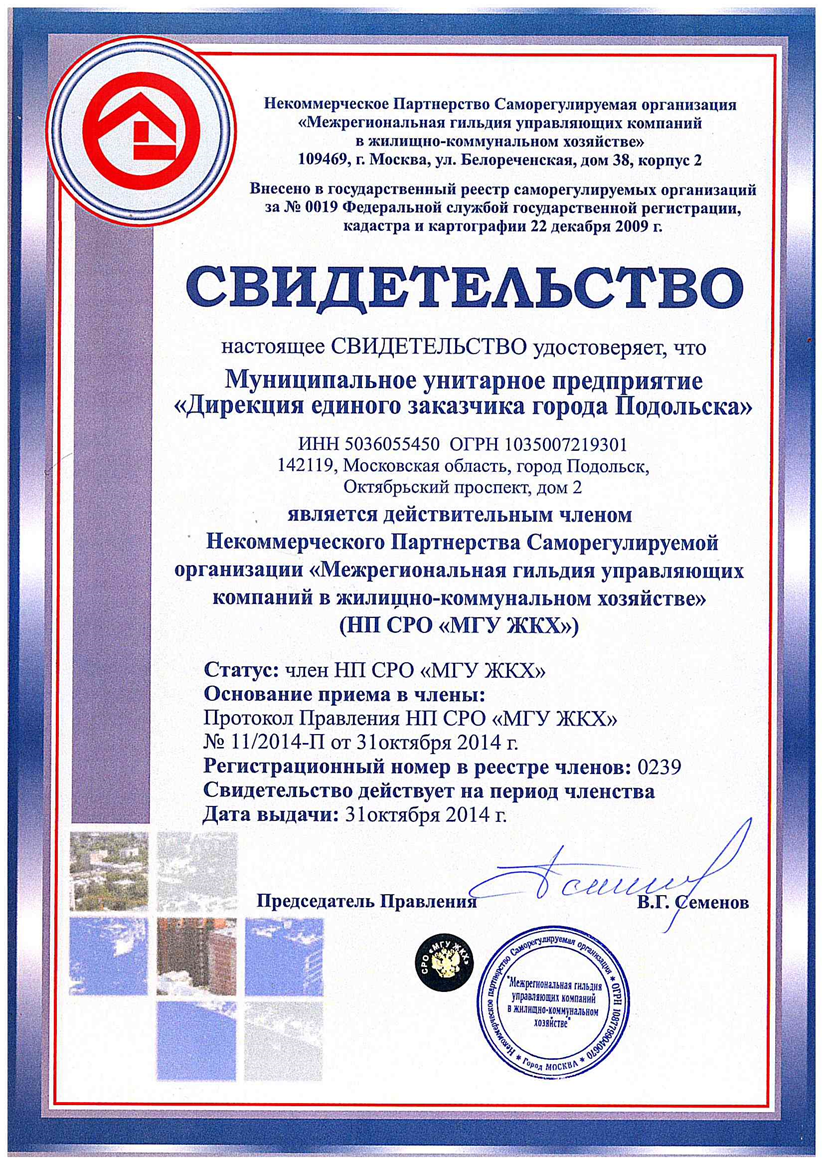 Некоммерческое Партнерство Саморегулируемая организация
«Межрегиональная гильдия управляющих компаний
в жилищно-коммунальном хозяйстве»
109469, г. Москва, ул. Белореченская, дом 38, корпус 2
Внесено в государственный реестр саморегулируемых организаций
за № 0019 Федеральной службой государственной регистрации,
кадастра и картографии 22 декабря 2009 г.
СВИДЕТЕЛЬСТВО
настоящее СВИДЕТЕЛЬСТВО удостоверяет, что
Муниципальное унитарное предприятие
«Дирекция единого заказчика города Подольска»
ИНН 5036055450 ОГРН 1035007219301
142119, Московская область, город Подольск,
Октябрьский проспект, дом 2
является действительным членом
Некоммерческого Партнерства Саморегулируемой
организации «Межрегиональная гильдия управляющих
компаний в жилищно-коммунальном хозяйстве»
(НП СРО «МГУ ЖКХ»)
Статус: член НП СРО «МГУ ЖКХ»
Основание приема в члены:
Протокол Правления НП СРО «МГУ ЖКХ»
№ 11/2014-П от 31октября 2014 г.
Регистрационный номер в реестре членов: 0239
Свидетельство действует на период членства
Дата выдачи: 31октября 2014 г.
Председатель Правления
В.Г. Семенов
СРО «МГУ ЖКХ»
Некоммерческое партнерство Саморегулируемая организация * ОГРН
* Город МОСКВА *
"Межрегиональная гильдия
управляющих компаний
в жилищно-коммунальном
хозяйстве"